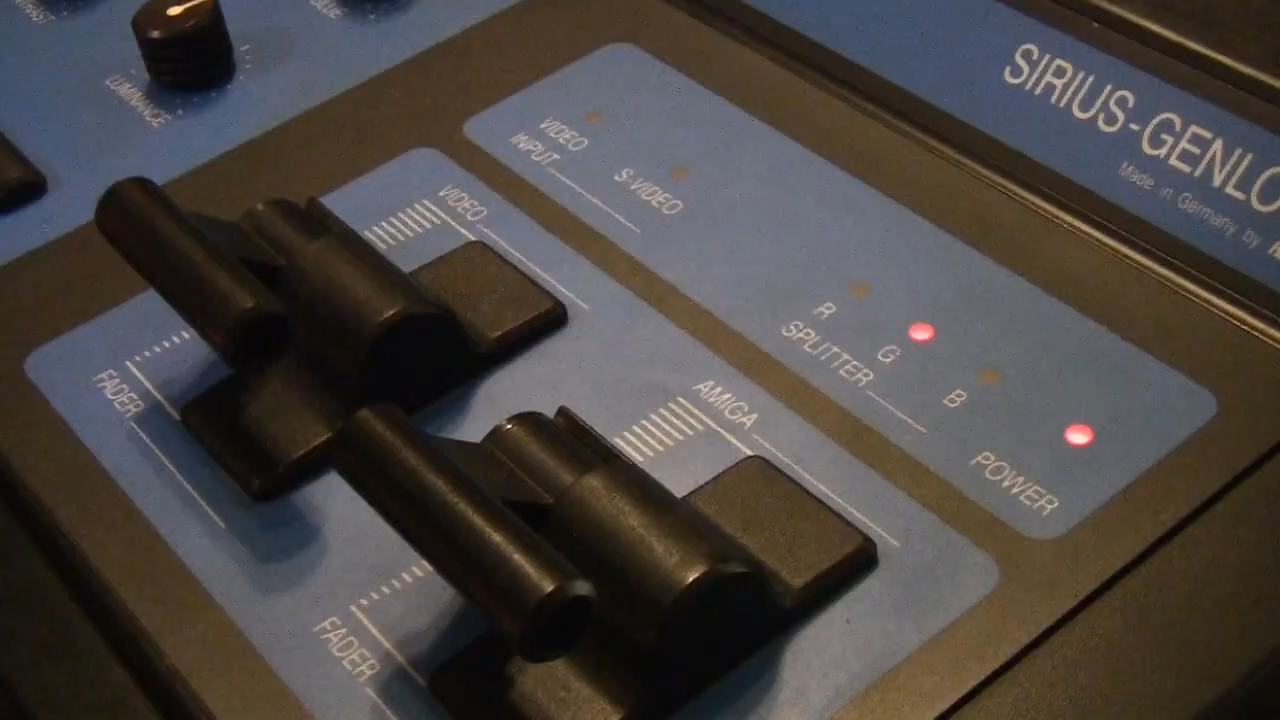 LUMINANCE
SIRIUS-GENLO
Made in Germany by
VIDEO
INPUT
S-VIDEO
R
G
B
SPLITTER
POWER
VIDEO
FADER
AMIGA
FADER